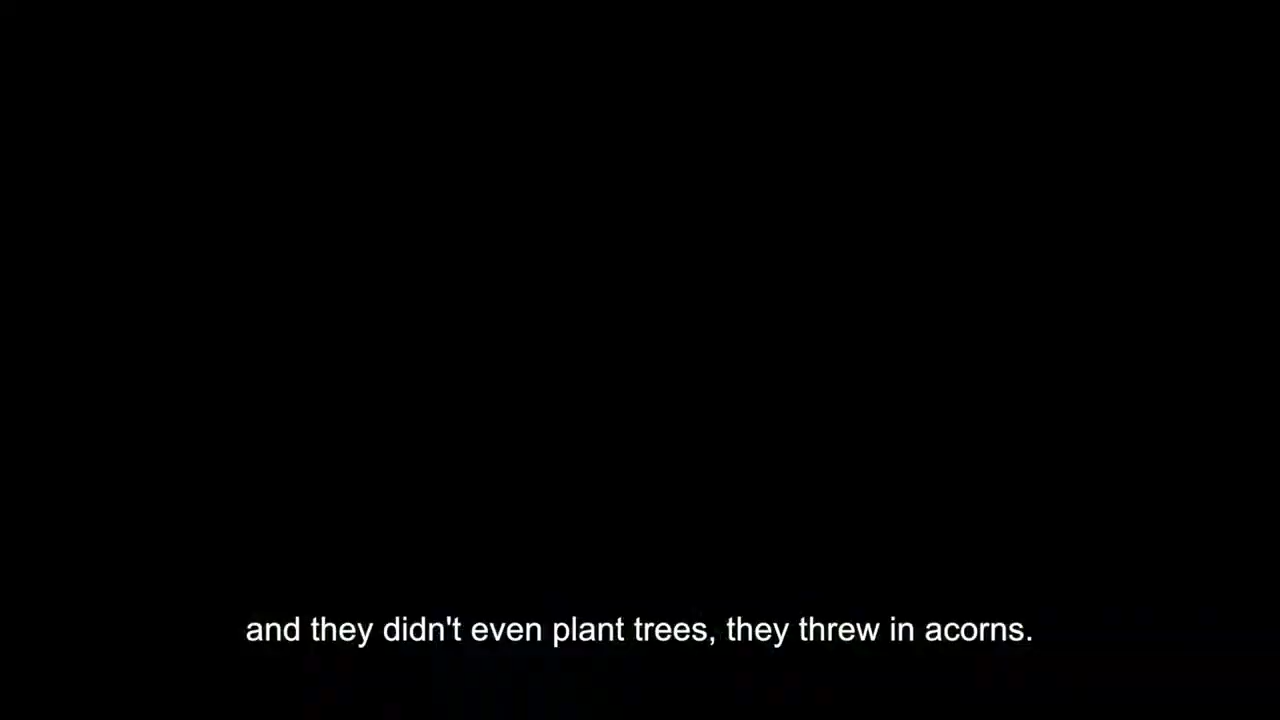 and they didn't even plant trees, they threw in acorns.